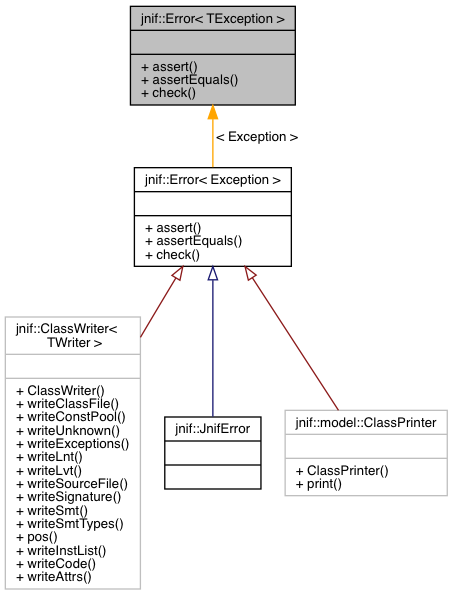 jnif::Error< TException >
+ assert()
+ assertEquals()
+ check()
< Exception >
jnif::Error< Exception >
+ assert()
+ assertEquals()
+ check()
jnif::ClassWriter<
TWriter >
+ ClassWriter()
+ writeClassFile()
+ writeConstPool()
+ writeUnknown()
+ writeExceptions()
+ writeLnt()
+ writeLvt()
+ writeSourceFile()
+ writeSignature()
+ writeSmt()
+ writeSmtTypes()
+ pos()
+ writeInstList()
+ writeCode()
+ writeAttrs()
jnif::JnifError
jnif::model::ClassPrinter
+ ClassPrinter()
+ print()